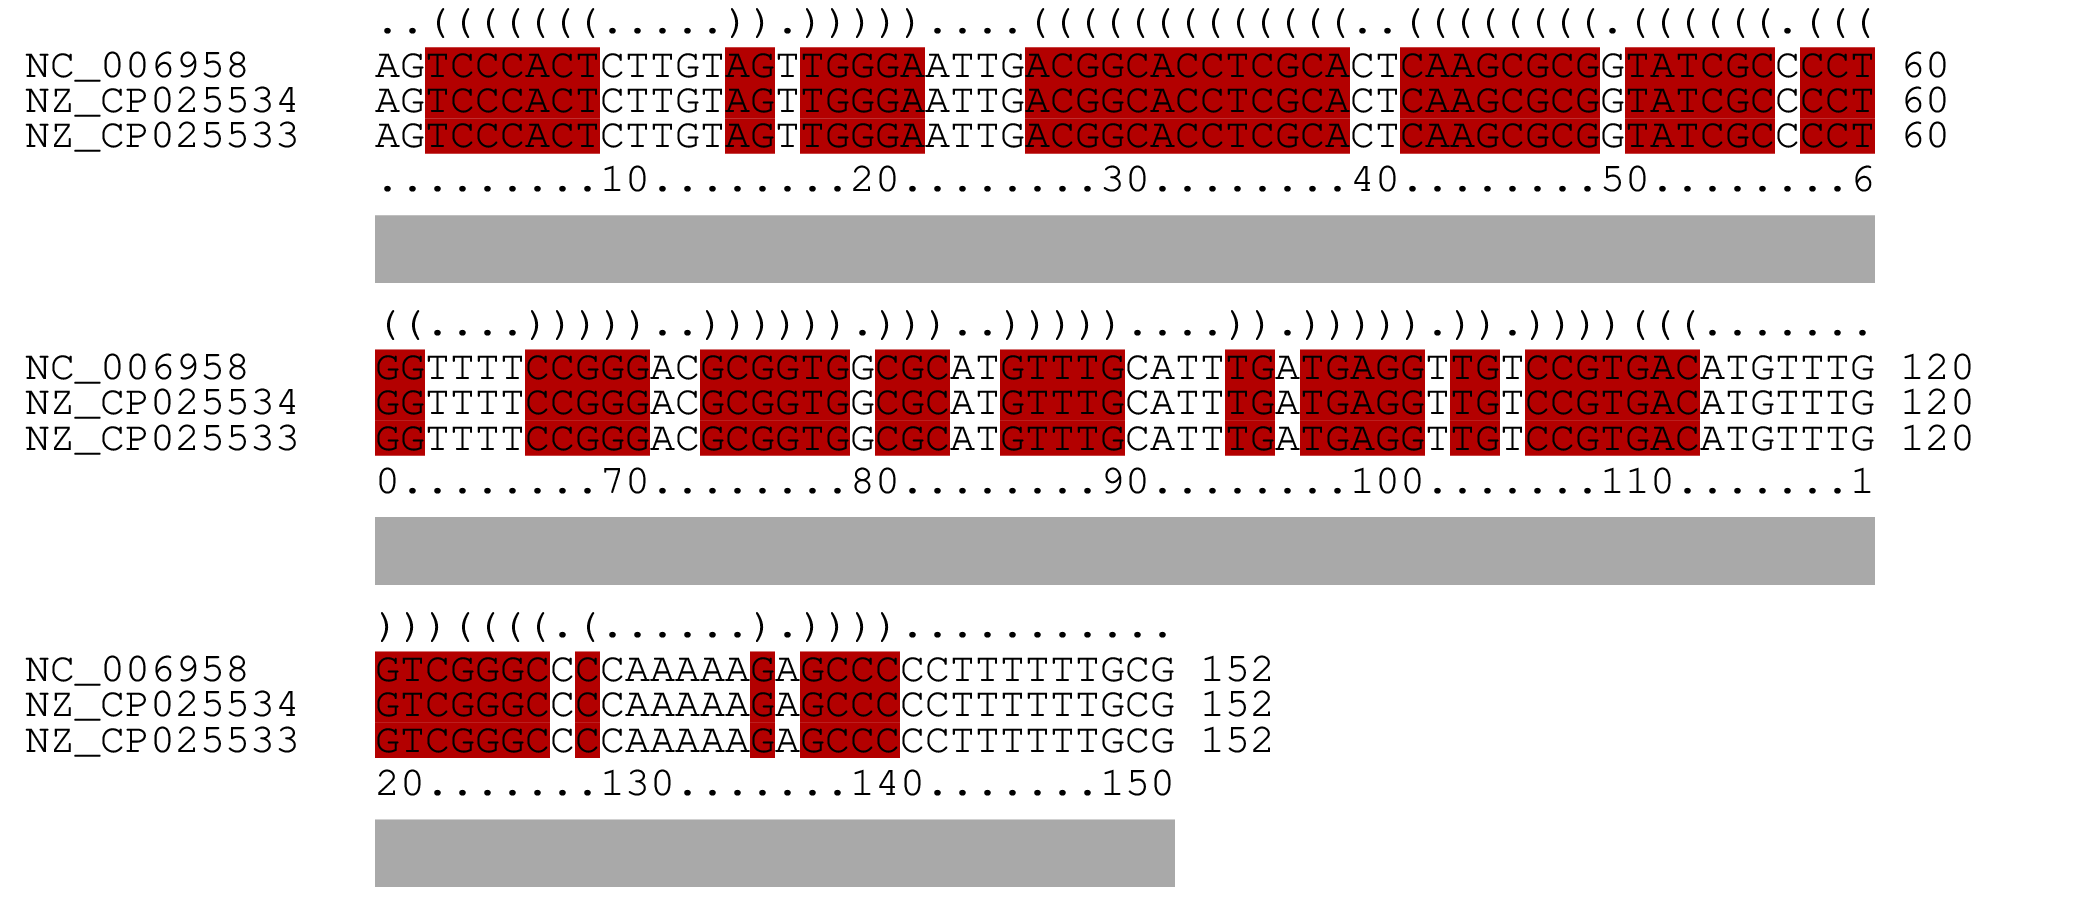 ..(((((((.....)).)))))....(((((((((((((..((((((((.((((((.(((
NC_006958 AGTCCCACTCTTGTAGTTGGGAATTGACGGCACCTCGCACTCAAGCGCGGTATCGCCCCT 60
NZ_CP025534 AGTCCCACTCTTGTAGTTGGGAATTGACGGCACCTCGCACTCAAGCGCGGTATCGCCCCT 60
NZ_CP025533 AGTCCCACTCTTGTAGTTGGGAATTGACGGCACCTCGCACTCAAGCGCGGTATCGCCCCT 60
.........10........20........30........40........50........6
((....)))))..)))))).)))..)))))....)).))))).)).))))(((.......
NC_006958 GGTTTTCCGGGACGCGGTGGCGCATGTTTGCATTTGATGAGGTTGTCCGTGACATGTTTG 120
NZ_CP025534 GGTTTTCCGGGACGCGGTGGCGCATGTTTGCATTTGATGAGGTTGTCCGTGACATGTTTG 120
NZ_CP025533 GGTTTTCCGGGACGCGGTGGCGCATGTTTGCATTTGATGAGGTTGTCCGTGACATGTTTG 120
0........70........80........90........100.......110.......1
)))((((.(......).))))...........
NC_006958 GTCGGGCCCCAAAAAGAGCCCCCTTTTTTGCG 152
NZ_CP025534 GTCGGGCCCCAAAAAGAGCCCCCTTTTTTGCG 152
NZ_CP025533 GTCGGGCCCCAAAAAGAGCCCCCTTTTTTGCG 152
20.......130.......140.......150